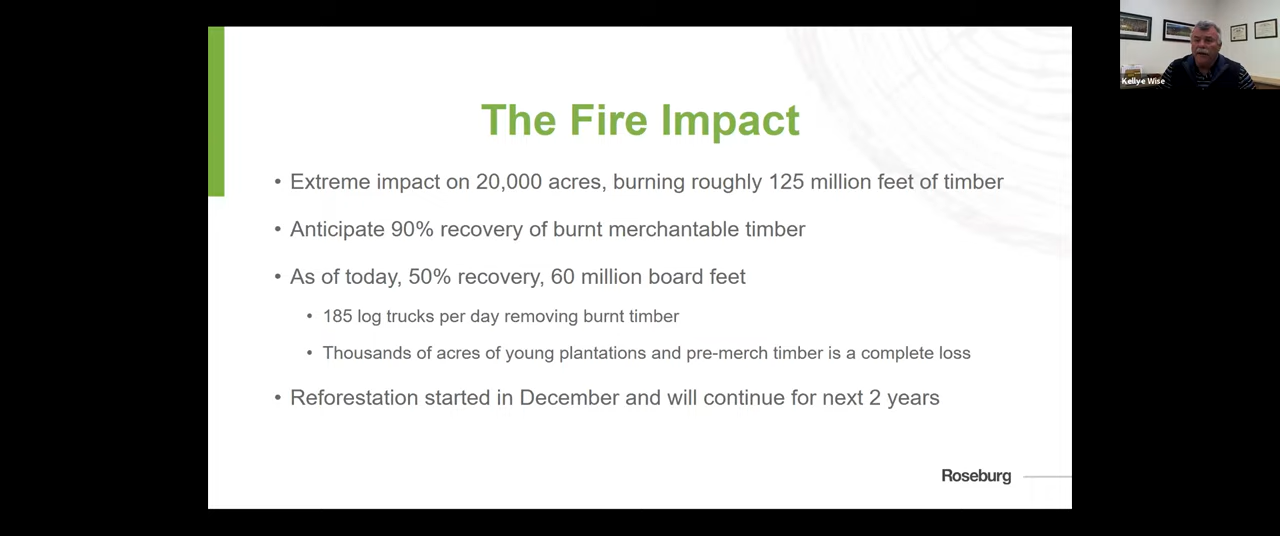 The Fire Impact
• Extreme impact on 20,000 acres, burning roughly 125 million feet of timber
• Anticipate 90% recovery of burnt merchantable timber
• As of today, 50% recovery, 60 million board feet
• 185 log trucks per day removing burnt timber
• Thousands of acres of young plantations and pre-merch timber is a complete loss
• Reforestation started in December and will continue for next 2 years
Roseburg
Kellye Wise